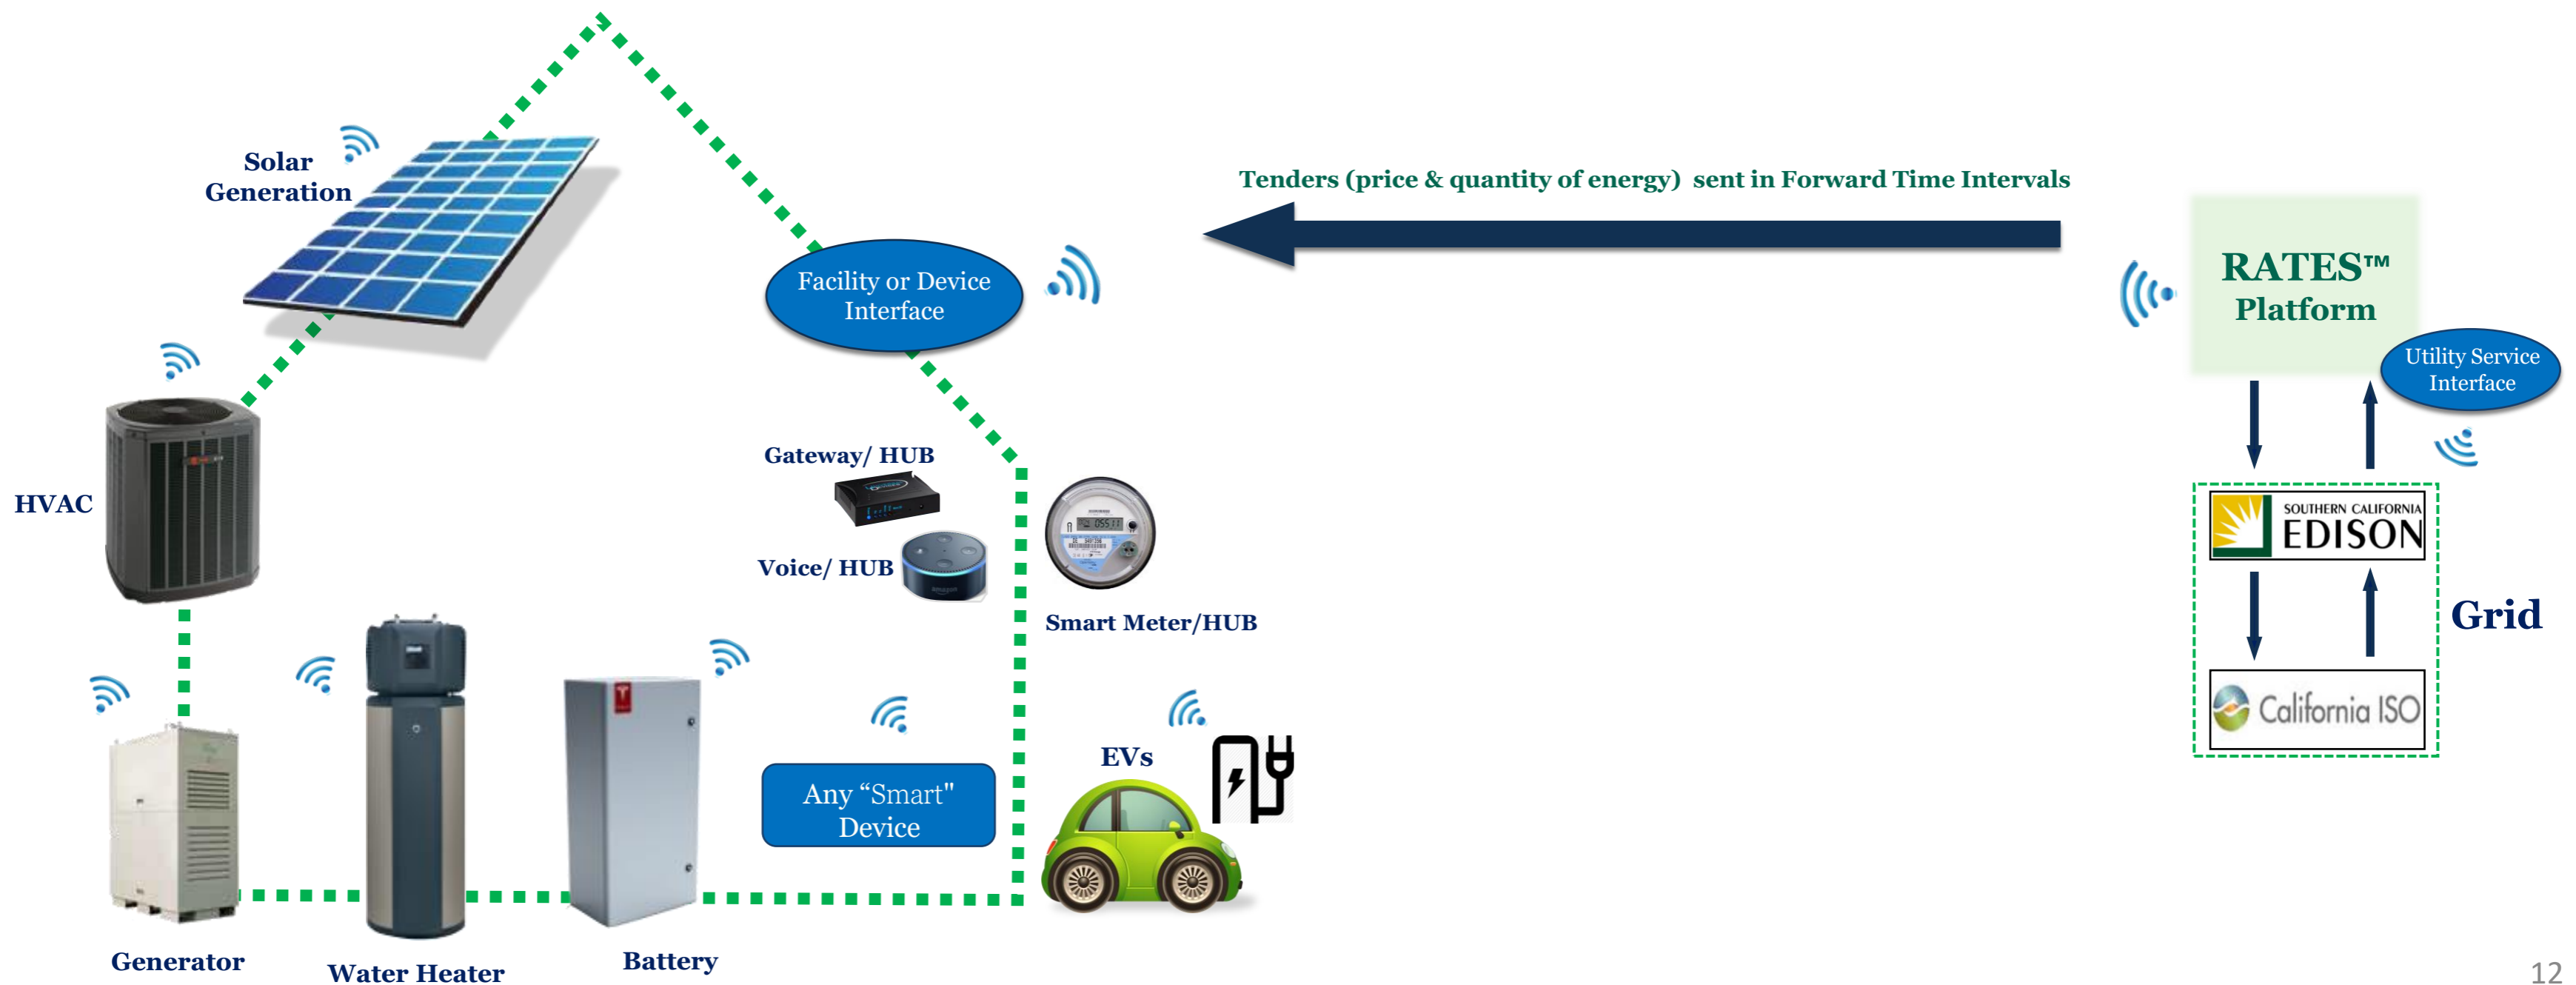 Solar
Generation
Tenders (price & quantity of energy) sent in Forward Time Intervals
RATES™
Platform
Facility or Device
Interface
Utility Service
Interface
HVAC
Gateway/ HUB
Voice/ HUB
amazon
05511
Smart Meter/HUB
SOUTHERN CALIFORNIA
EDISON
Grid
California ISO
Any “Smart"
Device
EVs
Generator
Water Heater
Battery
12